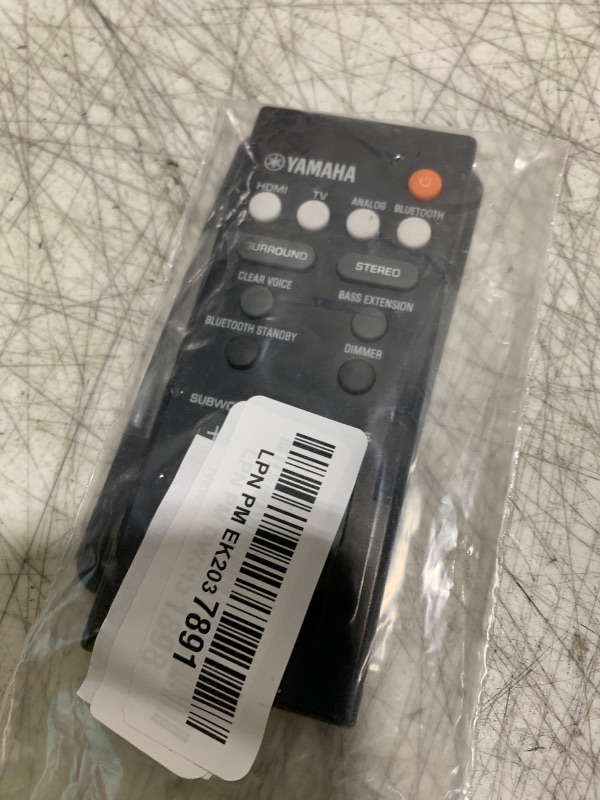 YAMAHA
HDMI TV ANALOG BLUETOOTH
SURROUND STEREO
CLEAR VOICE BASS EXTENSION
BLUETOOTH STANDBY DIMMER
LPN PM EK203 7891